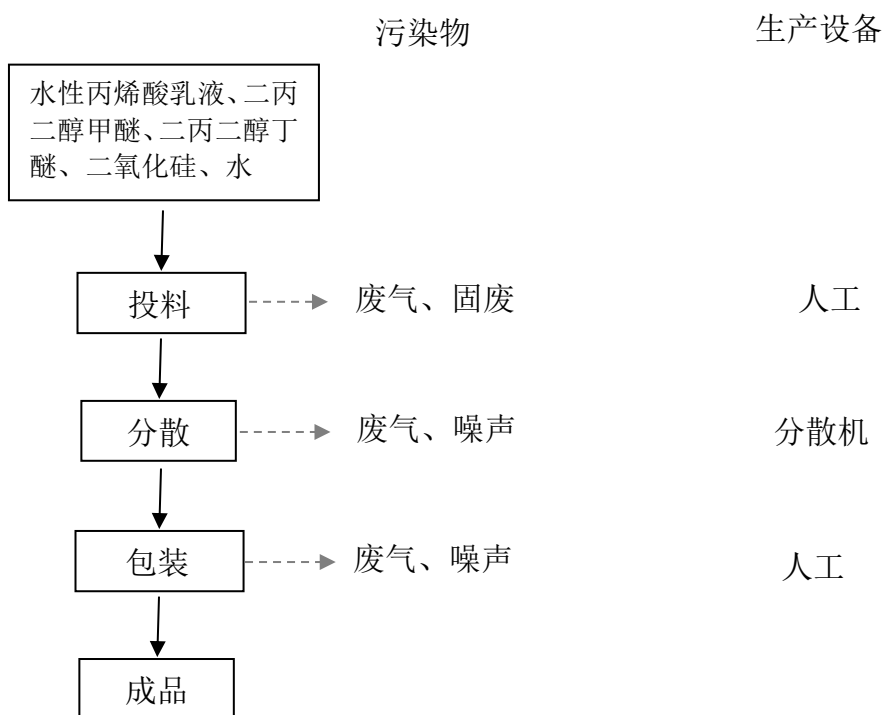 污染物 生产设备
水性丙烯酸乳液、二丙
二醇甲醚、二丙二醇丁
醚、二氧化硅、水
投料 废气、固废 人工
分散 废气、噪声 分散机
包装 废气、噪声 人工
成品